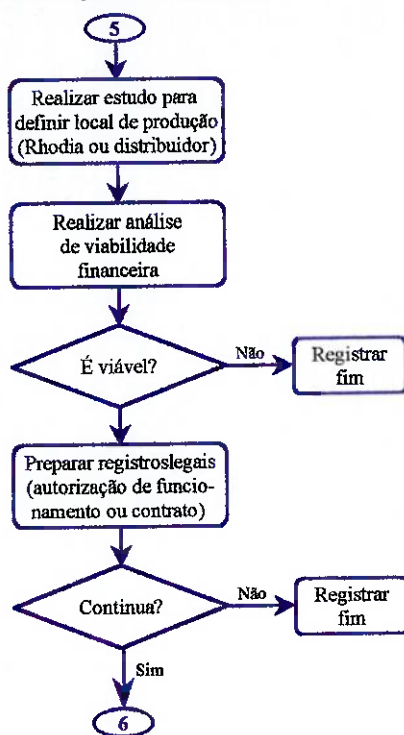 5
Realizar estudo para
definir local de produção
(Rhodia ou distribuidor)
Realizar análise
de viabilidade
financeira
É viável?
Não
Registrar
fim
Preparar registroslegais
(autorização de funcio-
namento ou contrato)
Continua?
Não
Registrar
fim
Sim
6